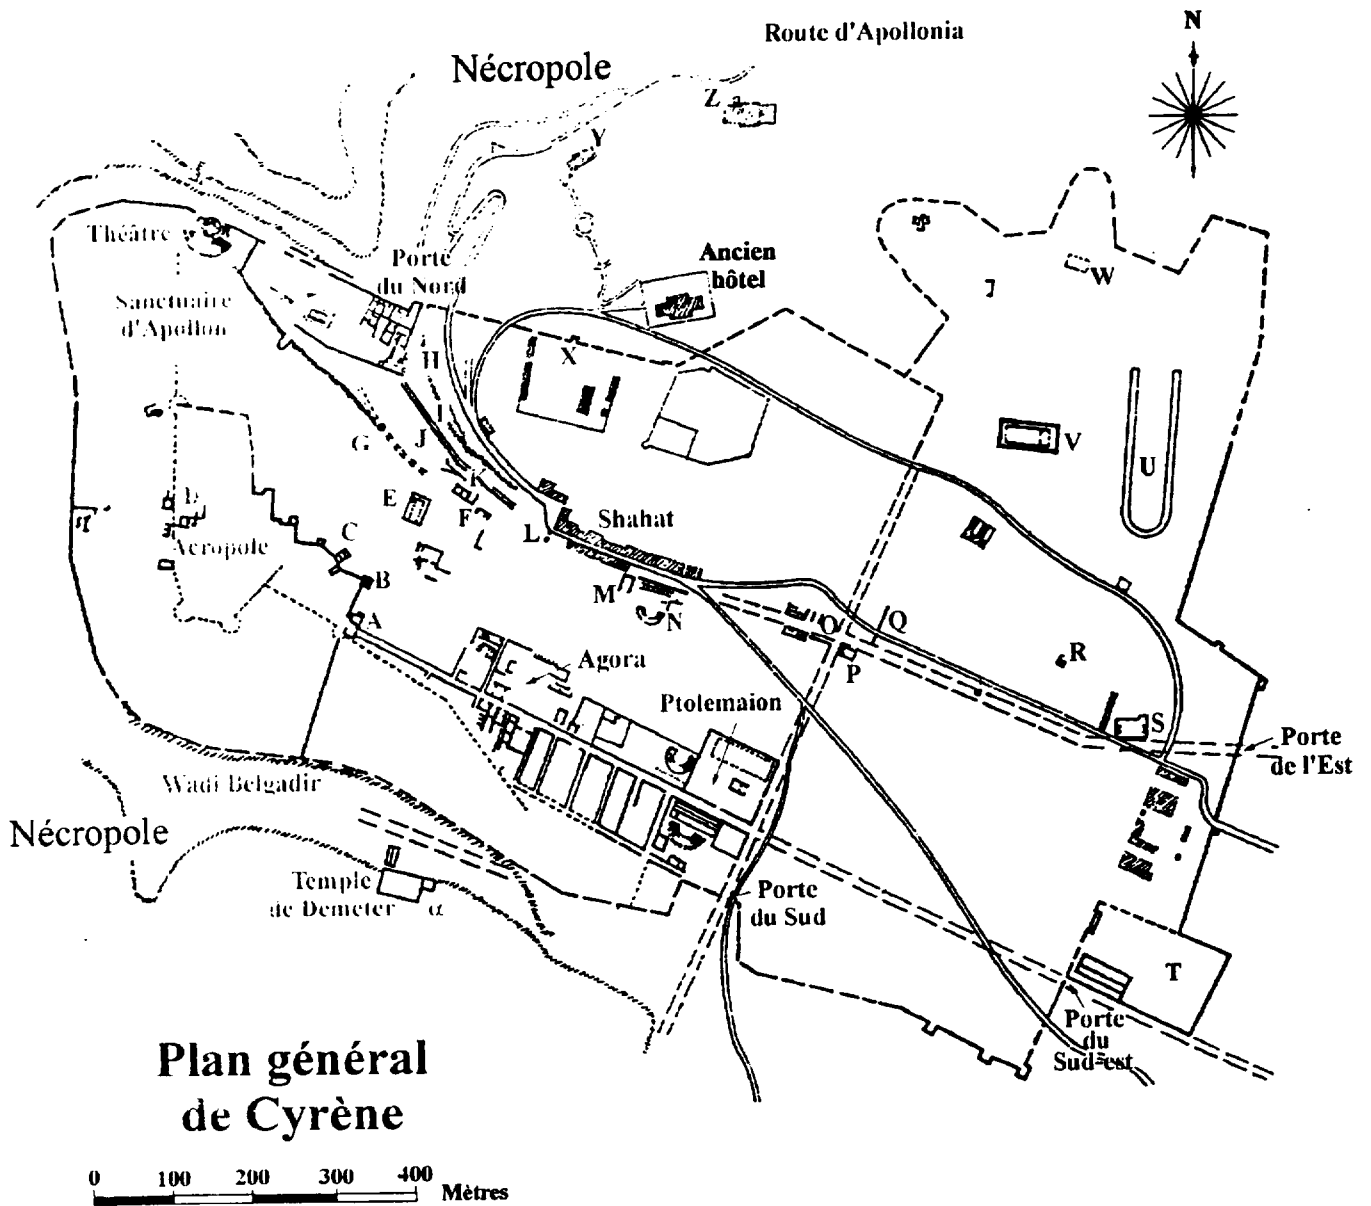 Route d'Apollonia
N
Nécropole
Z
Y
Théâtre
Porte
du Nord
Ancien
hôtel
W
Sanctuaire
d'Apollon
H
X
I
J
G
V
U
K
E
D
F
Acropole
C
L
Shahat
B
M
N
A
O
Q
P
R
Agora
Ptolemaion
S
Porte
de l'Est
Wadi Belgadir
Nécropole
Temple
de Demeter
α
Porte
du Sud
T
Porte
du
Sud-est
Plan général
de Cyrène
0 100 200 300 400
Mètres